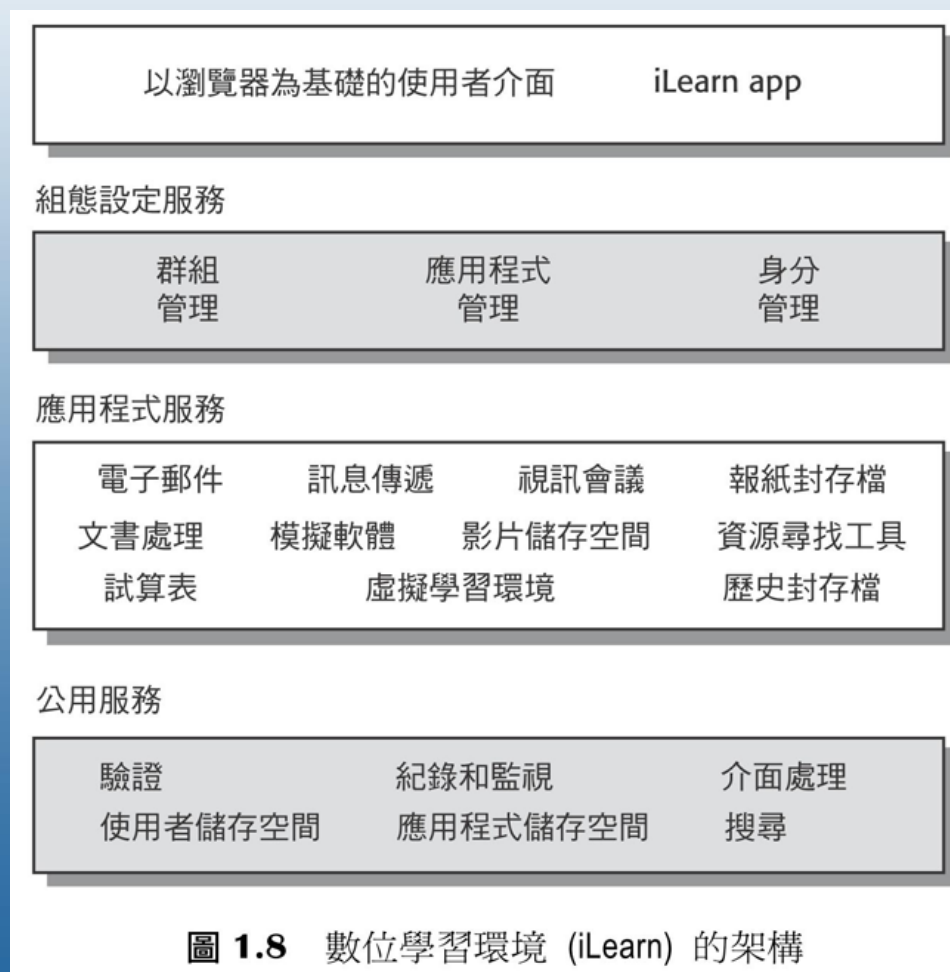 以瀏覽器為基礎的使用者介面 iLearn app
組態設定服務
群組 應用程式 身分
管理 管理 管理
應用程式服務
電子郵件 訊息傳遞 視訊會議 報紙封存檔
文書處理 模擬軟體 影片儲存空間 資源尋找工具
試算表 虛擬學習環境 歷史封存檔
公用服務
驗證 紀錄和監視 介面處理
使用者儲存空間 應用程式儲存空間 搜尋
圖 1.8 數位學習環境 (iLearn) 的架構